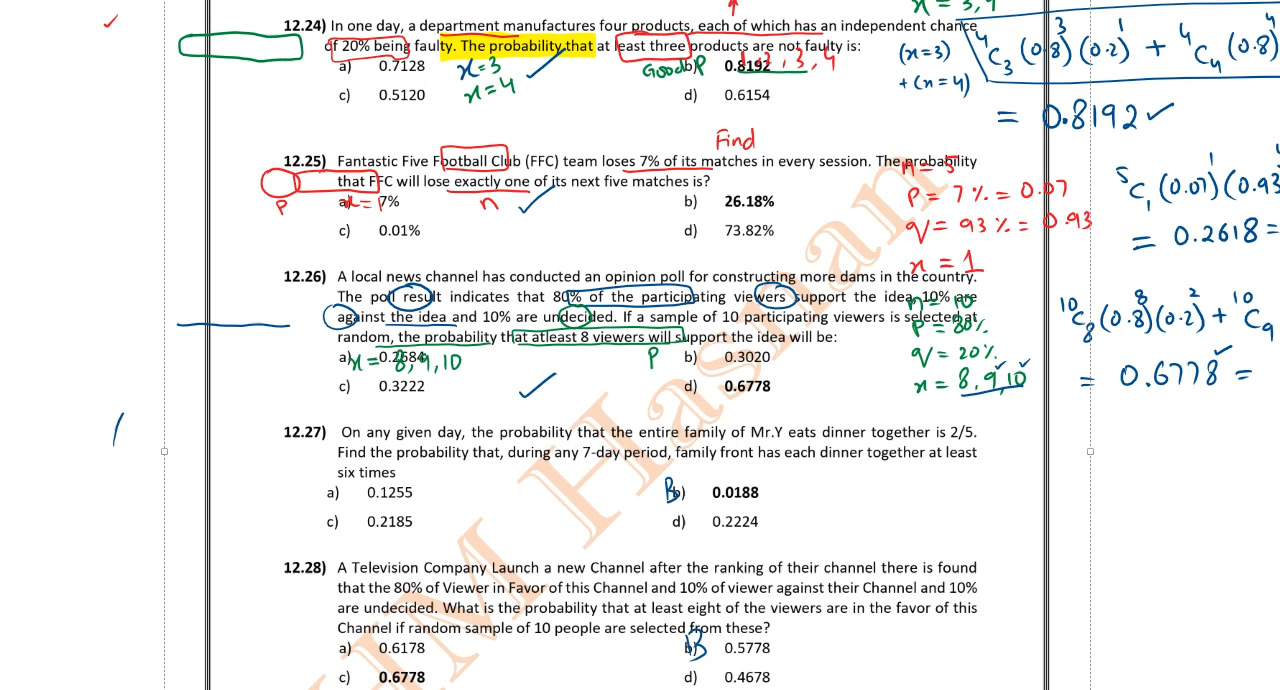 x = 3, 4
12.24) In one day, a department manufactures four products, each of which has an independent chance
of 20% being faulty. The probability that at least three products are not faulty is:
a) 0.7128 b) 0.8192
x=3
x=4
Good P
1, 2, 3, 4
c) 0.5120 d) 0.6154
(x=3)
+ (x=4)
⁴C₃ (0.8)³ (0.2)¹ + ⁴C₄ (0.8)⁴
= 0.8192 ✓
Find
12.25) Fantastic Five Football Club (FFC) team loses 7% of its matches in every session. The probability
that FFC will lose exactly one of its next five matches is?
P x=1 n
a) 7% b) 26.18%
c) 0.01% d) 73.82%
n = 5
P = 7% = 0.07
q = 93% = 0.93
x = 1
⁵C₁ (0.07)¹ (0.93
= 0.2618 =
12.26) A local news channel has conducted an opinion poll for constructing more dams in the country.
The poll result indicates that 80% of the participating viewers support the idea, 10% are
against the idea and 10% are undecided. If a sample of 10 participating viewers is selected at
random, the probability that atleast 8 viewers will support the idea will be:
a) 0.2684 b) 0.3020
x = 8, 9, 10 P
c) 0.3222 d) 0.6778
n = 10
P = 80%
q = 20%
x = 8, 9, 10
¹⁰C₈ (0.8)⁸ (0.2)² + ¹⁰C₉
= 0.6778 =
12.27) On any given day, the probability that the entire family of Mr.Y eats dinner together is 2/5.
Find the probability that, during any 7-day period, family front has each dinner together at least
six times
a) 0.1255 b) 0.0188
B
c) 0.2185 d) 0.2224
12.28) A Television Company Launch a new Channel after the ranking of their channel there is found
that the 80% of Viewer in Favor of this Channel and 10% of viewer against their Channel and 10%
are undecided. What is the probability that at least eight of the viewers are in the favor of this
Channel if random sample of 10 people are selected from these?
a) 0.6178 b) 0.5778
B
c) 0.6778 d) 0.4678